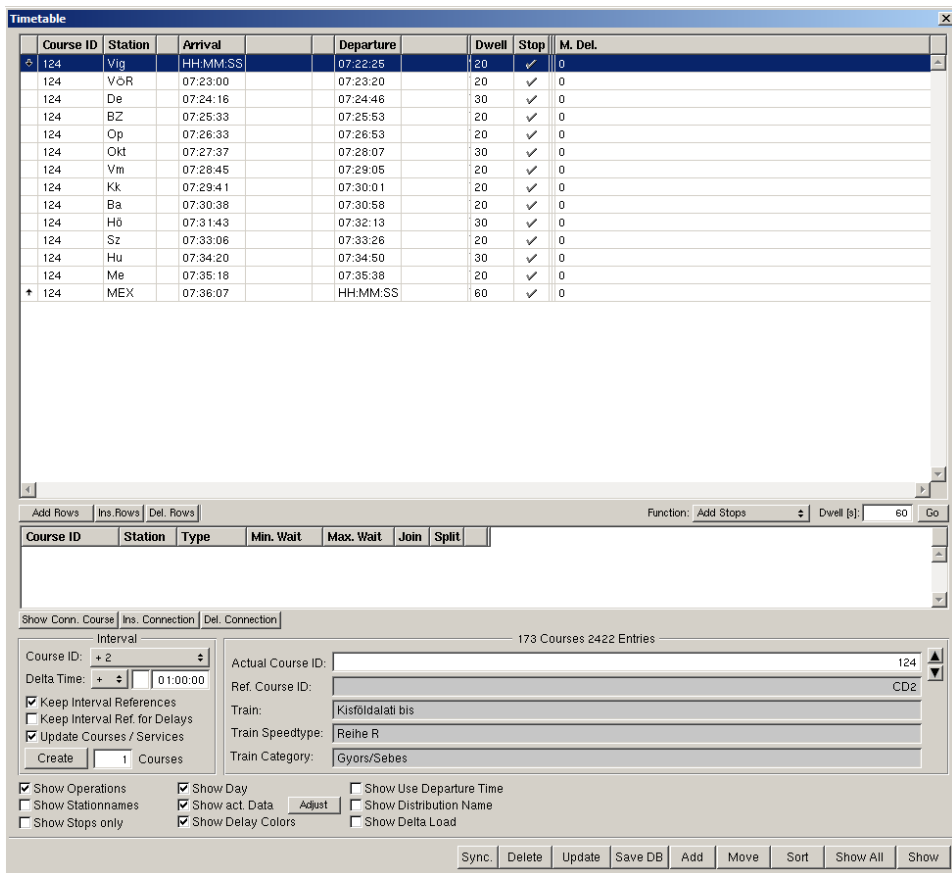 Timetable
Course ID Station Arrival Departure Dwell Stop M. Del.
124 Vig HH:MM:SS 07:22:25 20 ✓ 0
124 VÖR 07:23:00 07:23:20 20 ✓ 0
124 De 07:24:16 07:24:46 30 ✓ 0
124 BZ 07:25:33 07:25:53 20 ✓ 0
124 Op 07:26:33 07:26:53 20 ✓ 0
124 Okt 07:27:37 07:28:07 30 ✓ 0
124 Vm 07:28:45 07:29:05 20 ✓ 0
124 Kk 07:29:41 07:30:01 20 ✓ 0
124 Ba 07:30:38 07:30:58 20 ✓ 0
124 Hö 07:31:43 07:32:13 30 ✓ 0
124 Sz 07:33:06 07:33:26 20 ✓ 0
124 Hu 07:34:20 07:34:50 30 ✓ 0
124 Me 07:35:18 07:35:38 20 ✓ 0
124 MEX 07:36:07 HH:MM:SS 60 ✓ 0
Add Rows Ins.Rows Del. Rows Function: Add Stops Dwell [s]: 60 Go
Course ID Station Type Min. Wait Max. Wait Join Split
Show Conn. Course Ins. Connection Del. Connection
Interval
Course ID: + 2
Delta Time: + 01:00:00
Keep Interval References
Keep Interval Ref. for Delays
Update Courses / Services
Create 1 Courses
173 Courses 2422 Entries
Actual Course ID: 124
Ref. Course ID: CD2
Train: Kisföldalati bis
Train Speedtype: Reihe R
Train Category: Gyors/Sebes
Show Operations Show Day Show Use Departure Time
Show Stationnames Show act. Data Adjust Show Distribution Name
Show Stops only Show Delay Colors Show Delta Load
Sync. Delete Update Save DB Add Move Sort Show All Show